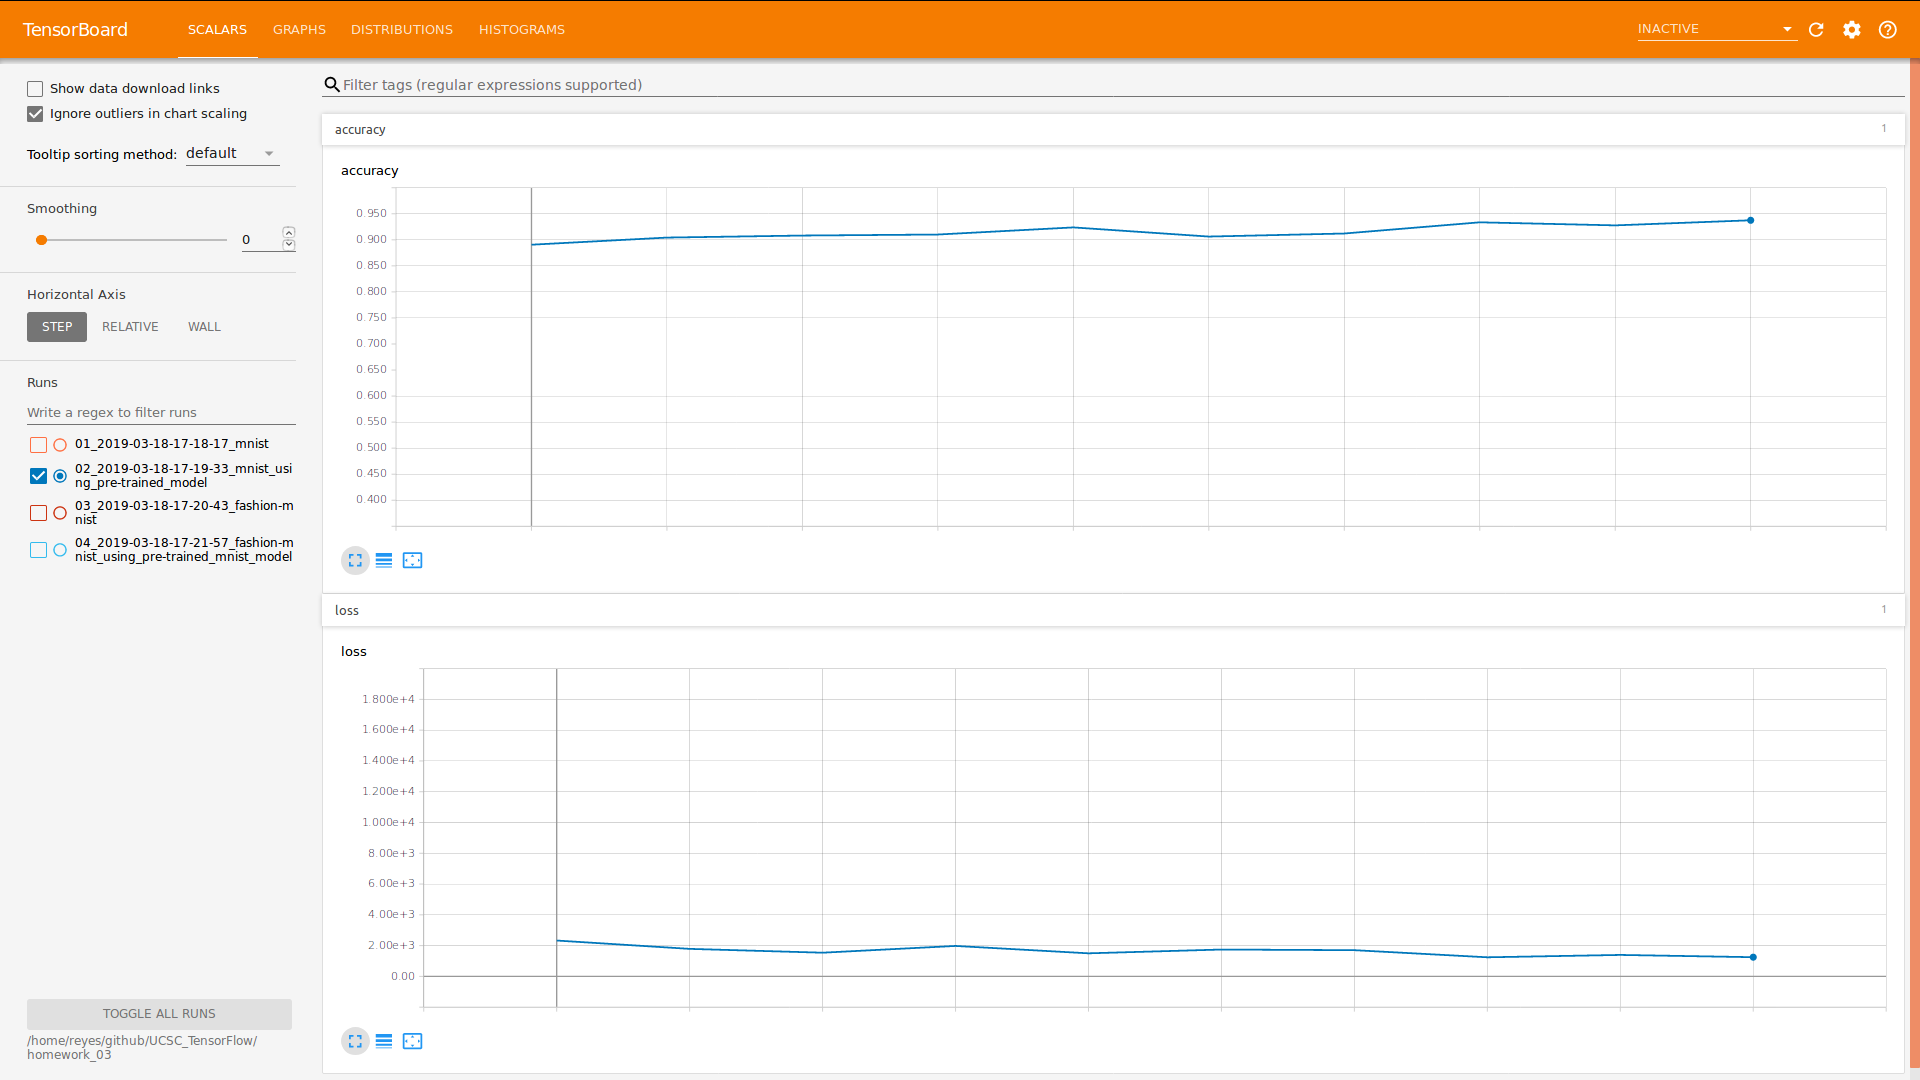 TensorBoard
SCALARS
GRAPHS
DISTRIBUTIONS
HISTOGRAMS
INACTIVE
Show data download links
Ignore outliers in chart scaling
Tooltip sorting method: default
Smoothing
0
Horizontal Axis
STEP
RELATIVE
WALL
Runs
Write a regex to filter runs
01_2019-03-18-17-18-17_mnist
02_2019-03-18-17-19-33_mnist_usi
ng_pre-trained_model
03_2019-03-18-17-20-43_fashion-m
nist
04_2019-03-18-17-21-57_fashion-m
nist_using_pre-trained_mnist_model
TOGGLE ALL RUNS
/home/reyes/github/UCSC_TensorFlow/
homework_03
Filter tags (regular expressions supported)
accuracy
1
accuracy
0.950
0.900
0.850
0.800
0.750
0.700
0.650
0.600
0.550
0.500
0.450
0.400
loss
1
loss
1.800e+4
1.600e+4
1.400e+4
1.200e+4
1.000e+4
8.00e+3
6.00e+3
4.00e+3
2.00e+3
0.00